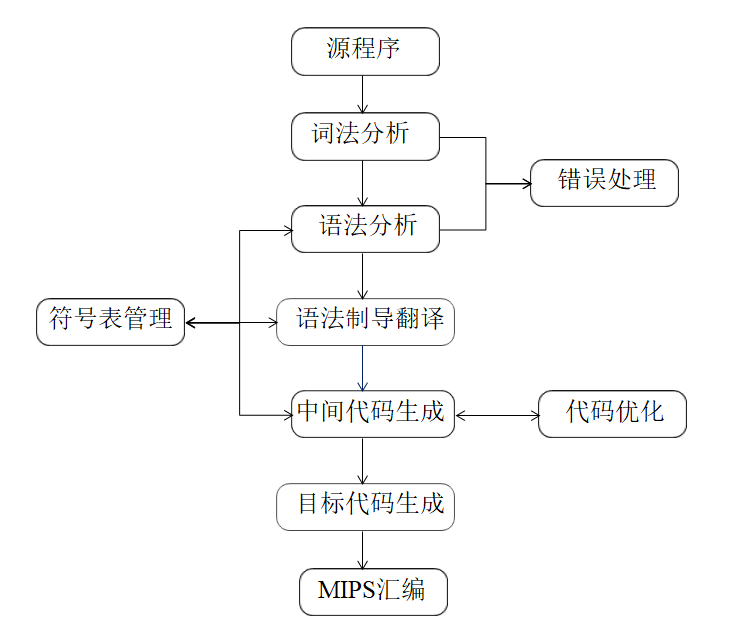 源程序
词法分析
错误处理
语法分析
符号表管理
语法制导翻译
中间代码生成
代码优化
目标代码生成
MIPS汇编